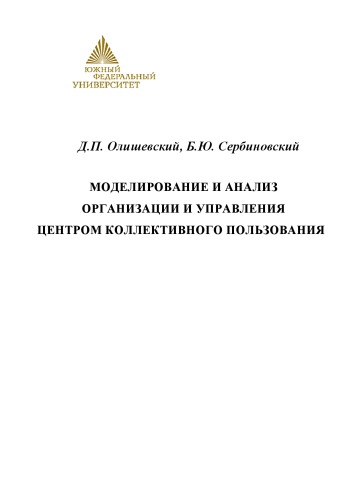 ЮЖНЫЙ
ФЕДЕРАЛЬНЫЙ
УНИВЕРСИТЕТ
Д.П. Олишевский, Б.Ю. Сербиновский
МОДЕЛИРОВАНИЕ И АНАЛИЗ
ОРГАНИЗАЦИИ И УПРАВЛЕНИЯ
ЦЕНТРОМ КОЛЛЕКТИВНОГО ПОЛЬЗОВАНИЯ